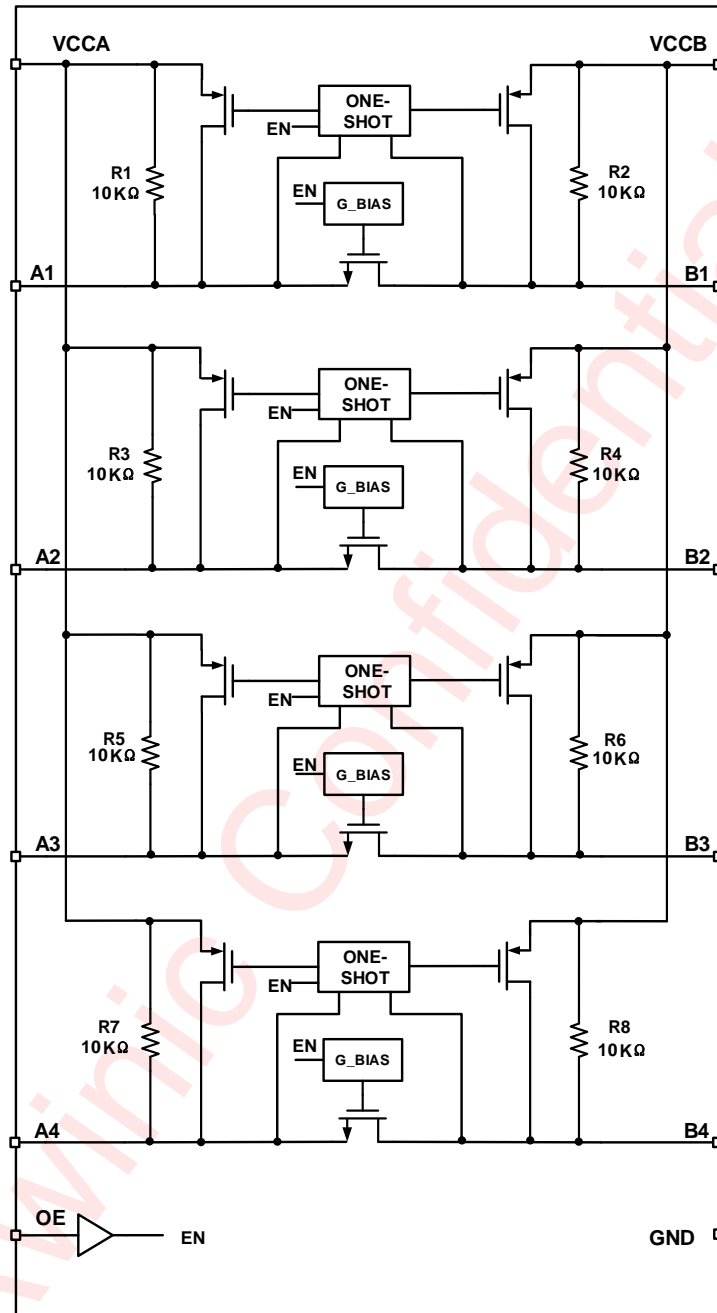 VCCA
VCCB
ONE-
SHOT
EN
R1
10KΩ
R2
10KΩ
EN
G_BIAS
A1
B1
ONE-
SHOT
EN
R3
10KΩ
R4
10KΩ
EN
G_BIAS
A2
B2
ONE-
SHOT
EN
R5
10KΩ
R6
10KΩ
EN
G_BIAS
A3
B3
ONE-
SHOT
EN
R7
10KΩ
R8
10KΩ
EN
G_BIAS
A4
B4
OE
EN
GND
awinic Confidential